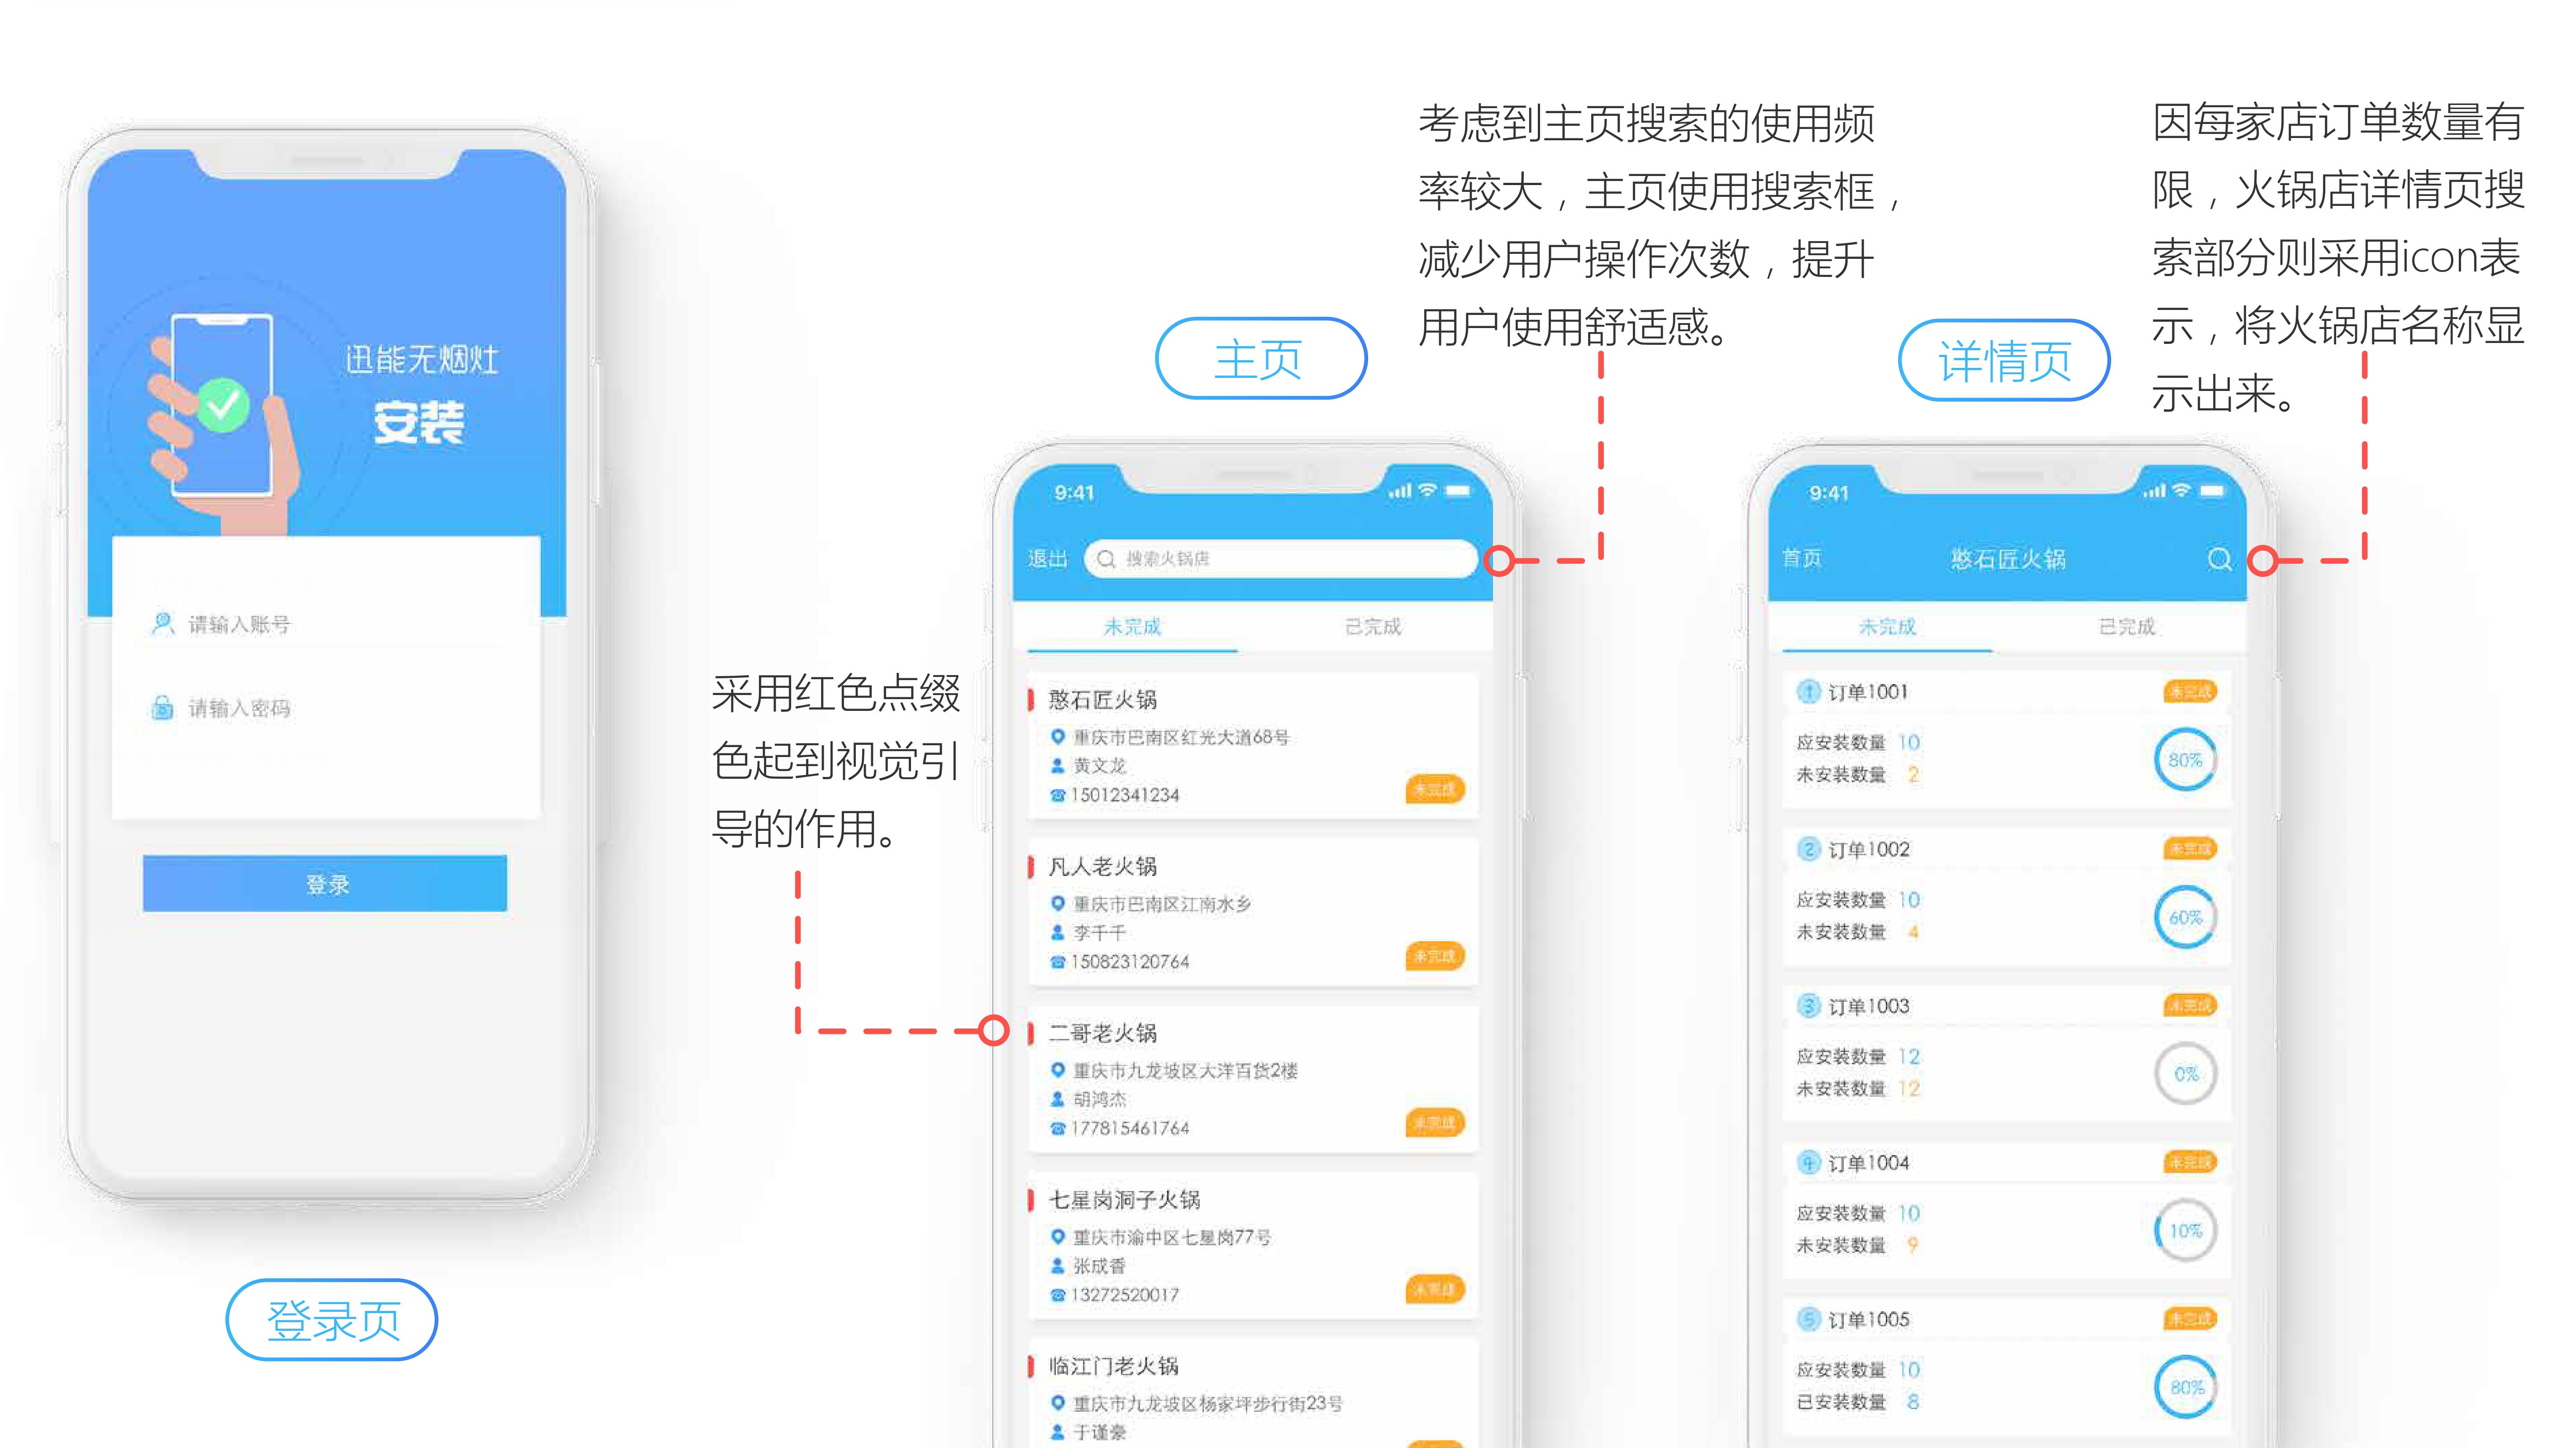 迅能无烟灶
安装
请输入账号
请输入密码
登录
登录页
采用红色点缀
色起到视觉引
导的作用。
主页
考虑到主页搜索的使用频
率较大，主页使用搜索框，
减少用户操作次数，提升
用户使用舒适感。
9:41
退出
搜索火锅店
未完成
已完成
憨石匠火锅
重庆市巴南区红光大道68号
黄文龙
15012341234
未完成
凡人老火锅
重庆市巴南区江南水乡
李千千
150823120764
未完成
二哥老火锅
重庆市九龙坡区大洋百货2楼
胡鸿杰
177815461764
未完成
七星岗洞子火锅
重庆市渝中区七星岗77号
张成香
13272520017
未完成
临江门老火锅
重庆市九龙坡区杨家坪步行街23号
于谨豪
详情页
因每家店订单数量有
限，火锅店详情页搜
索部分则采用icon表
示，将火锅店名称显
示出来。
9:41
首页
憨石匠火锅
未完成
已完成
1 订单1001
未完成
应安装数量 10
未安装数量 2
80%
2 订单1002
未完成
应安装数量 10
未安装数量 4
60%
3 订单1003
未完成
应安装数量 12
未安装数量 12
0%
4 订单1004
未完成
应安装数量 10
未安装数量 9
10%
5 订单1005
未完成
应安装数量 10
已安装数量 8
80%